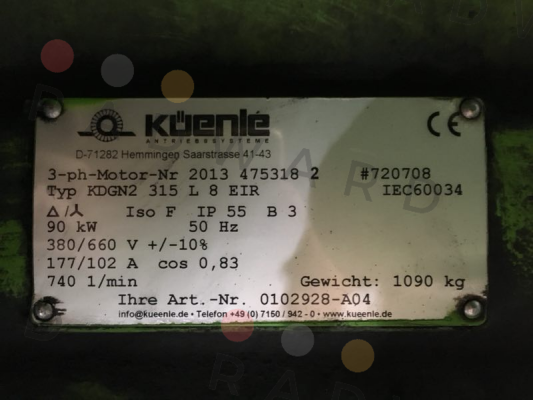 KÜENLE
ANTRIEBSSYSTEME
CE
D-71282 Hemmingen Saarstrasse 41-43
3-ph-Motor-Nr 2013 475318 2 #720708
Typ KDGN2 315 L 8 EIR IEC60034
Δ/⅄ Iso F IP 55 B 3
90 kW 50 Hz
380/660 V +/-10%
177/102 A cos 0,83
740 1/min Gewicht: 1090 kg
Ihre Art.-Nr. 0102928-A04
info@kueenle.de • Telefon +49 (0) 7150 / 942 - 0 • www.kueenle.de